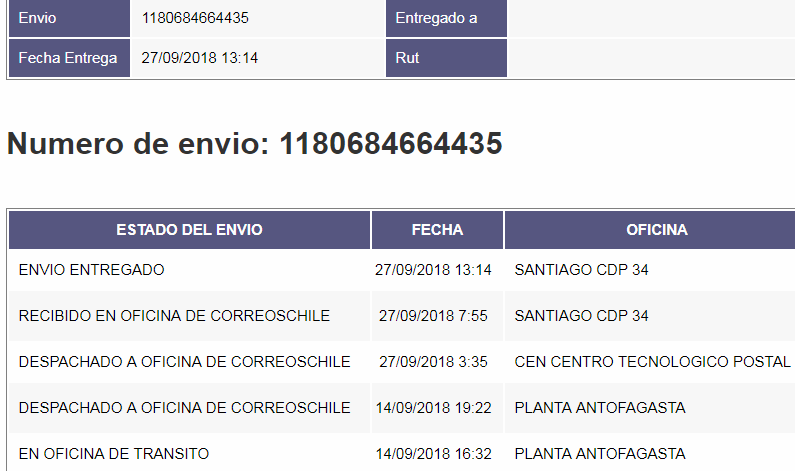 Envio 1180684664435 Entregado a
Fecha Entrega 27/09/2018 13:14 Rut
Numero de envio: 1180684664435
ESTADO DEL ENVIO FECHA OFICINA
ENVIO ENTREGADO 27/09/2018 13:14 SANTIAGO CDP 34
RECIBIDO EN OFICINA DE CORREOSCHILE 27/09/2018 7:55 SANTIAGO CDP 34
DESPACHADO A OFICINA DE CORREOSCHILE 27/09/2018 3:35 CEN CENTRO TECNOLOGICO POSTAL
DESPACHADO A OFICINA DE CORREOSCHILE 14/09/2018 19:22 PLANTA ANTOFAGASTA
EN OFICINA DE TRANSITO 14/09/2018 16:32 PLANTA ANTOFAGASTA